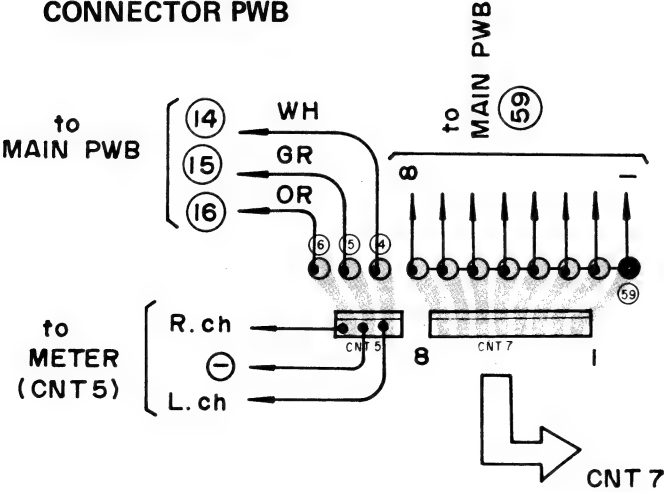 CONNECTOR PWB
to
MAIN PWB
59
to
MAIN PWB
14
15
16
WH
GR
OR
8
1
16
15
14
59
to
METER
(CNT5)
R.ch
⊖
L.ch
CNT 5
8
CNT 7
1
CNT 7